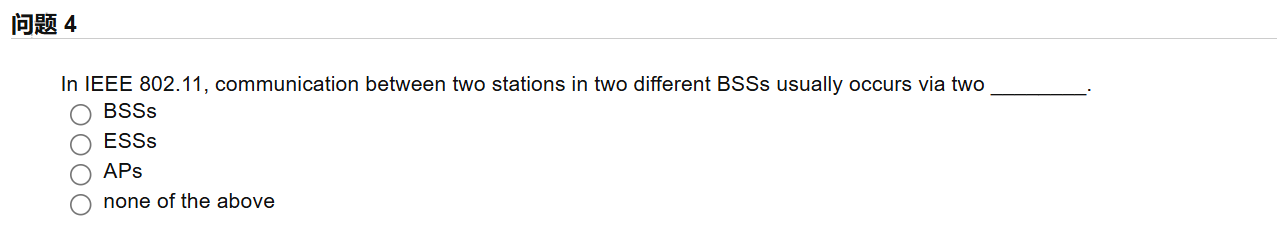 问题 4
In IEEE 802.11, communication between two stations in two different BSSs usually occurs via two _________.
BSSs
ESSs
APs
none of the above